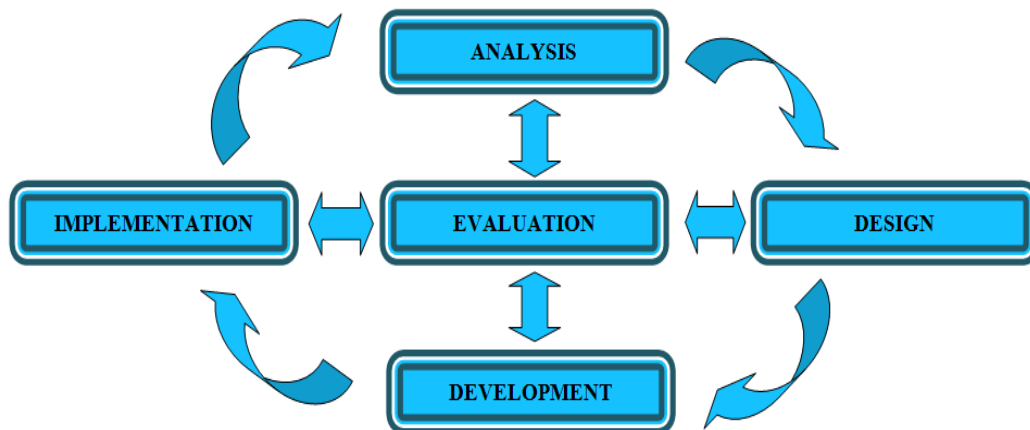 ANALYSIS
IMPLEMENTATION
EVALUATION
DESIGN
DEVELOPMENT